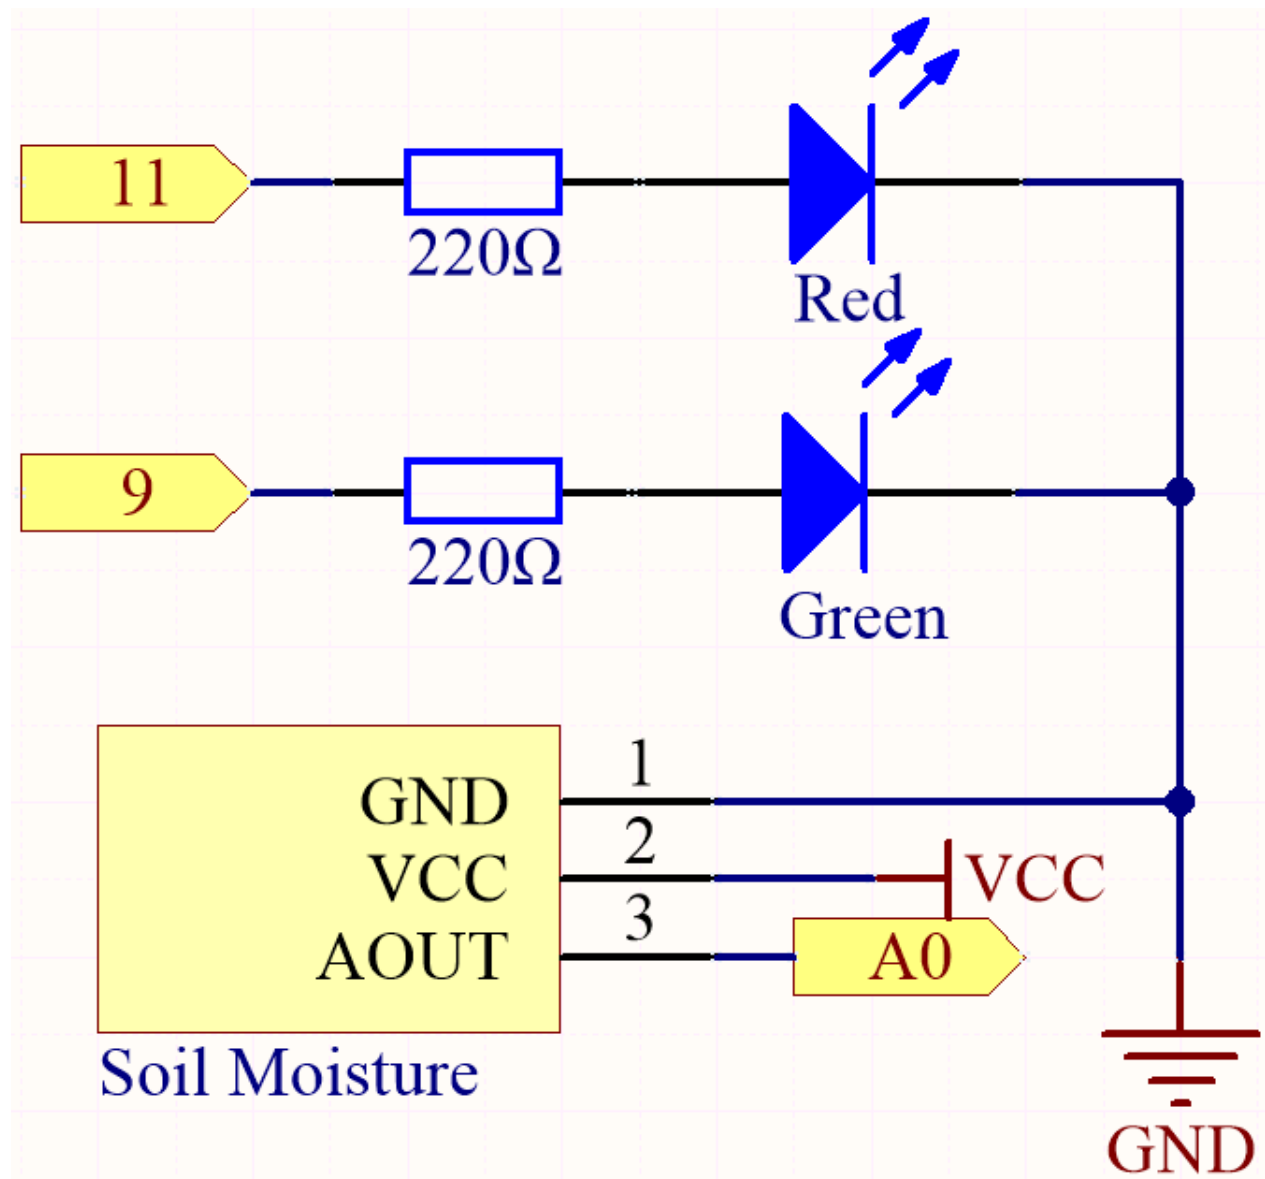 11
220Ω
Red
9
220Ω
Green
GND 1
VCC 2 VCC
AOUT 3 A0
Soil Moisture
GND